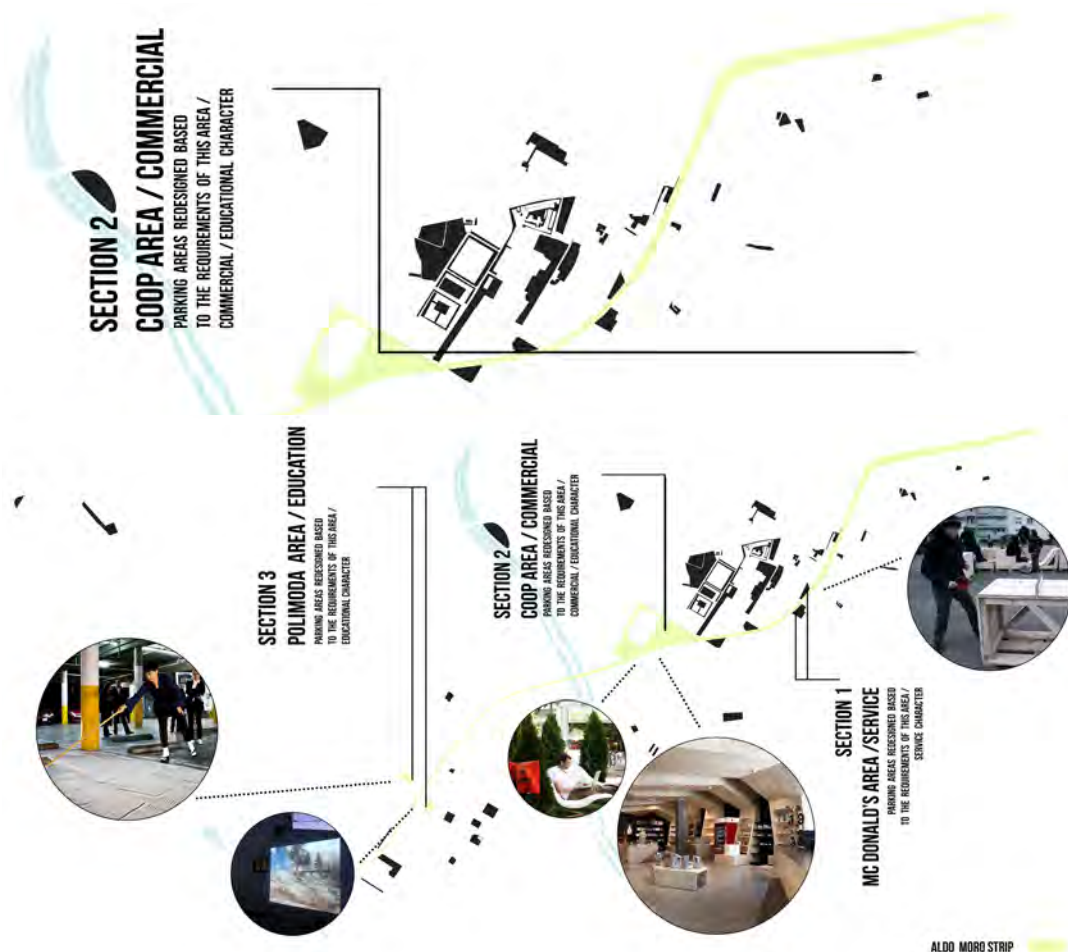 SECTION 2
COOP AREA / COMMERCIAL
PARKING AREAS REDESIGNED BASED
TO THE REQUIREMENTS OF THIS AREA /
COMMERCIAL / EDUCATIONAL CHARACTER
SECTION 3
POLIMODA AREA / EDUCATION
PARKING AREAS REDESIGNED BASED
TO THE REQUIREMENTS OF THIS AREA /
EDUCATIONAL CHARACTER
SECTION 2
COOP AREA / COMMERCIAL
PARKING AREAS REDESIGNED BASED
TO THE REQUIREMENTS OF THIS AREA /
COMMERCIAL / EDUCATIONAL CHARACTER
SECTION 1
MC DONALD'S AREA /SERVICE
PARKING AREAS REDESIGNED BASED
TO THE REQUIREMENTS OF THIS AREA /
SERVICE CHARACTER
ALDO MORO STRIP